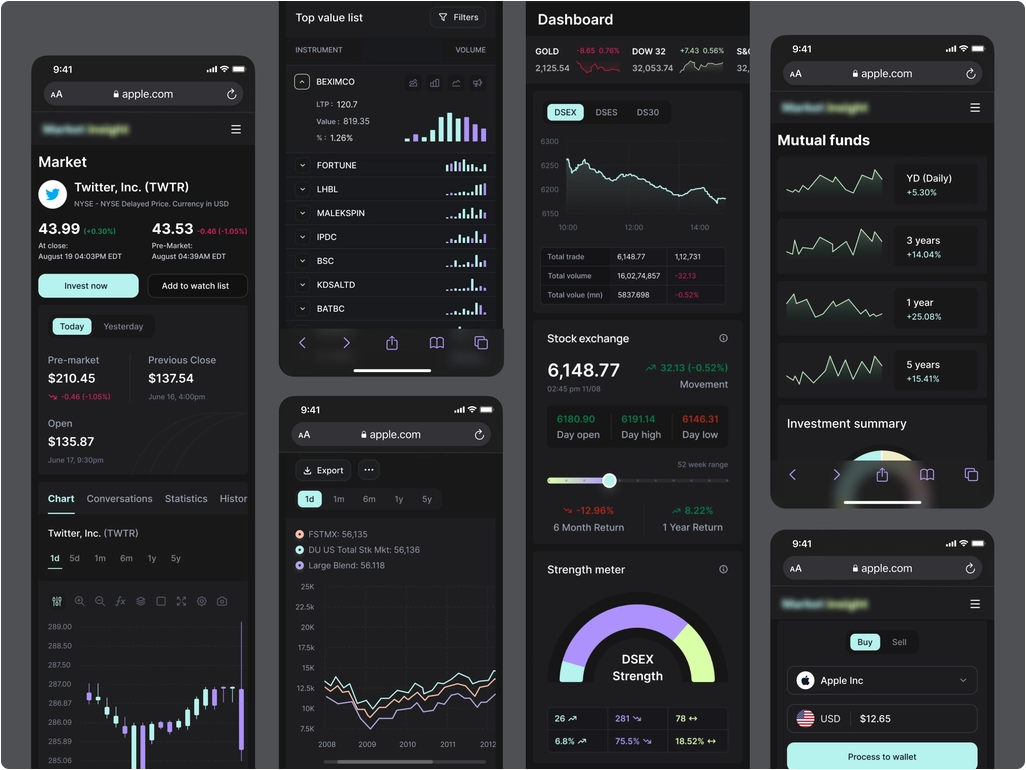 9:41
AA
apple.com
Market Insight
Market
Twitter, Inc. (TWTR)
NYSE - NYSE Delayed Price. Currency in USD
43.99 (+0.30%)
43.53 -0.46 (-1.05%)
At close:
August 19 04:03PM EDT
Pre-Market:
August 04:39AM EDT
Invest now
Add to watch list
Today
Yesterday
Pre-market
$210.45
-0.46 (-1.05%)
Previous Close
$137.54
June 16, 4:00pm
Open
$135.87
June 17, 9:30pm
Chart Conversations Statistics Histor
Twitter, Inc. (TWTR)
1d 5d 1m 6m 1y 5y
fx
289.00
288.50
287.50
287.00
286.87
286.09
285.89
285.06
Top value list
Filters
INSTRUMENT
VOLUME
BEXIMCO
LTP : 120.7
Value : 819.35
% : 1.26%
FORTUNE
LHBL
MALEKSPIN
IPDC
BSC
KDSALTD
BATBC
9:41
AA
apple.com
Export
1d 1m 6m 1y 5y
FSTMX: 56,135
DU US Total Stk Mkt: 56,136
Large Blend: 56.118
25K
22.5k
20K
17.5K
15K
12.5K
10K
7.5K
2008 2009 2010 2011 2012
Dashboard
GOLD -8.65 0.76%
2,125.54
DOW 32 +7.43 0.56%
32,053.74
S&
32,
DSEX DSES DS30
6300
6250
6200
6150
10:00 12:00 14:00
Total trade 6,148.77 1,12,731
Total volume 16,02,74,857 -32.13
Total volue (mn) 5837.698 -0.52%
Stock exchange
6,148.77
02:45 pm 11/08
32.13 (-0.52%)
Movement
6180.90
Day open
6191.14
Day high
6146.31
Day low
52 week range
-12.96%
6 Month Return
8.22%
1 Year Return
Strength meter
DSEX
Strength
26 281 78
6.8% 75.5% 18.52%
9:41
AA
apple.com
Market Insight
Mutual funds
YD (Daily)
+5.30%
3 years
+14.04%
1 year
+25.08%
5 years
+15.41%
Investment summary
9:41
AA
apple.com
Market Insight
Buy
Sell
Apple Inc
USD
$12.65
Process to wallet